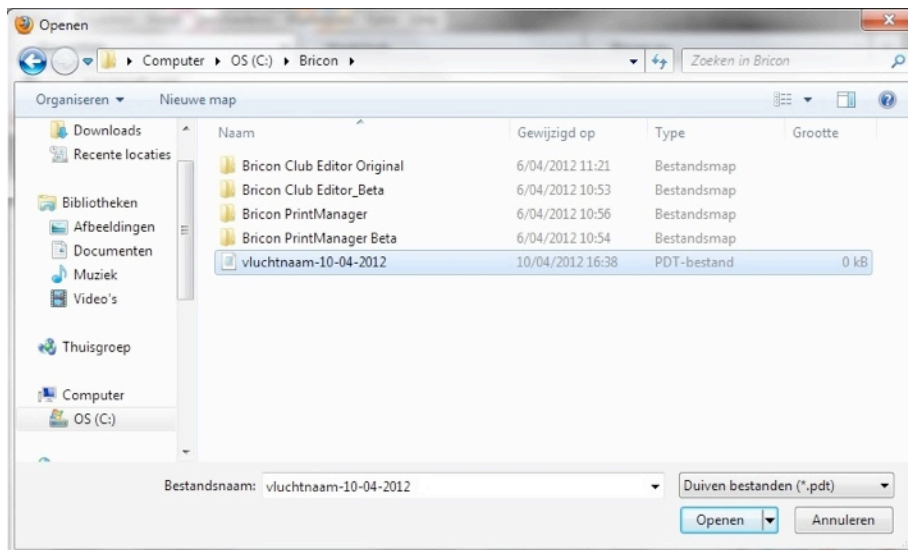 Openen
Computer OS (C:) Bricon Zoeken in Bricon
Organiseren Nieuwe map
Downloads
Recente locaties
Bibliotheken
Afbeeldingen
Documenten
Muziek
Video's
Thuisgroep
Computer
OS (C:)
Naam Gewijzigd op Type Grootte
Bricon Club Editor Original 6/04/2012 11:21 Bestandsmap
Bricon Club Editor_Beta 6/04/2012 10:53 Bestandsmap
Bricon PrintManager 6/04/2012 10:56 Bestandsmap
Bricon PrintManager Beta 6/04/2012 10:54 Bestandsmap
vluchtnaam-10-04-2012 10/04/2012 16:38 PDT-bestand 0 kB
Bestandsnaam: vluchtnaam-10-04-2012 Duiven bestanden (*.pdt)
Openen Annuleren